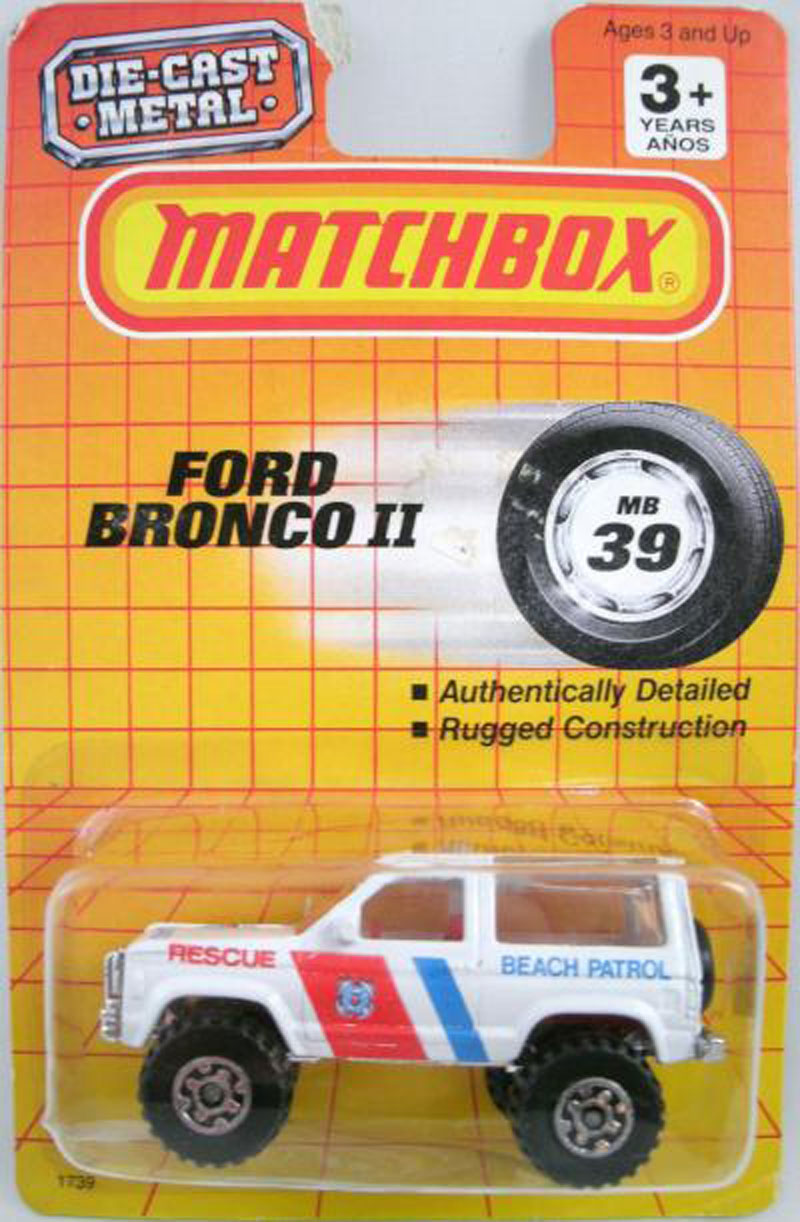 Ages 3 and Up
DIE-CAST
•METAL•
3+
YEARS
AÑOS
MATCHBOX®
FORD
BRONCO II
MB
39
▪ Authentically Detailed
▪ Rugged Construction
RESCUE
BEACH PATROL
1739